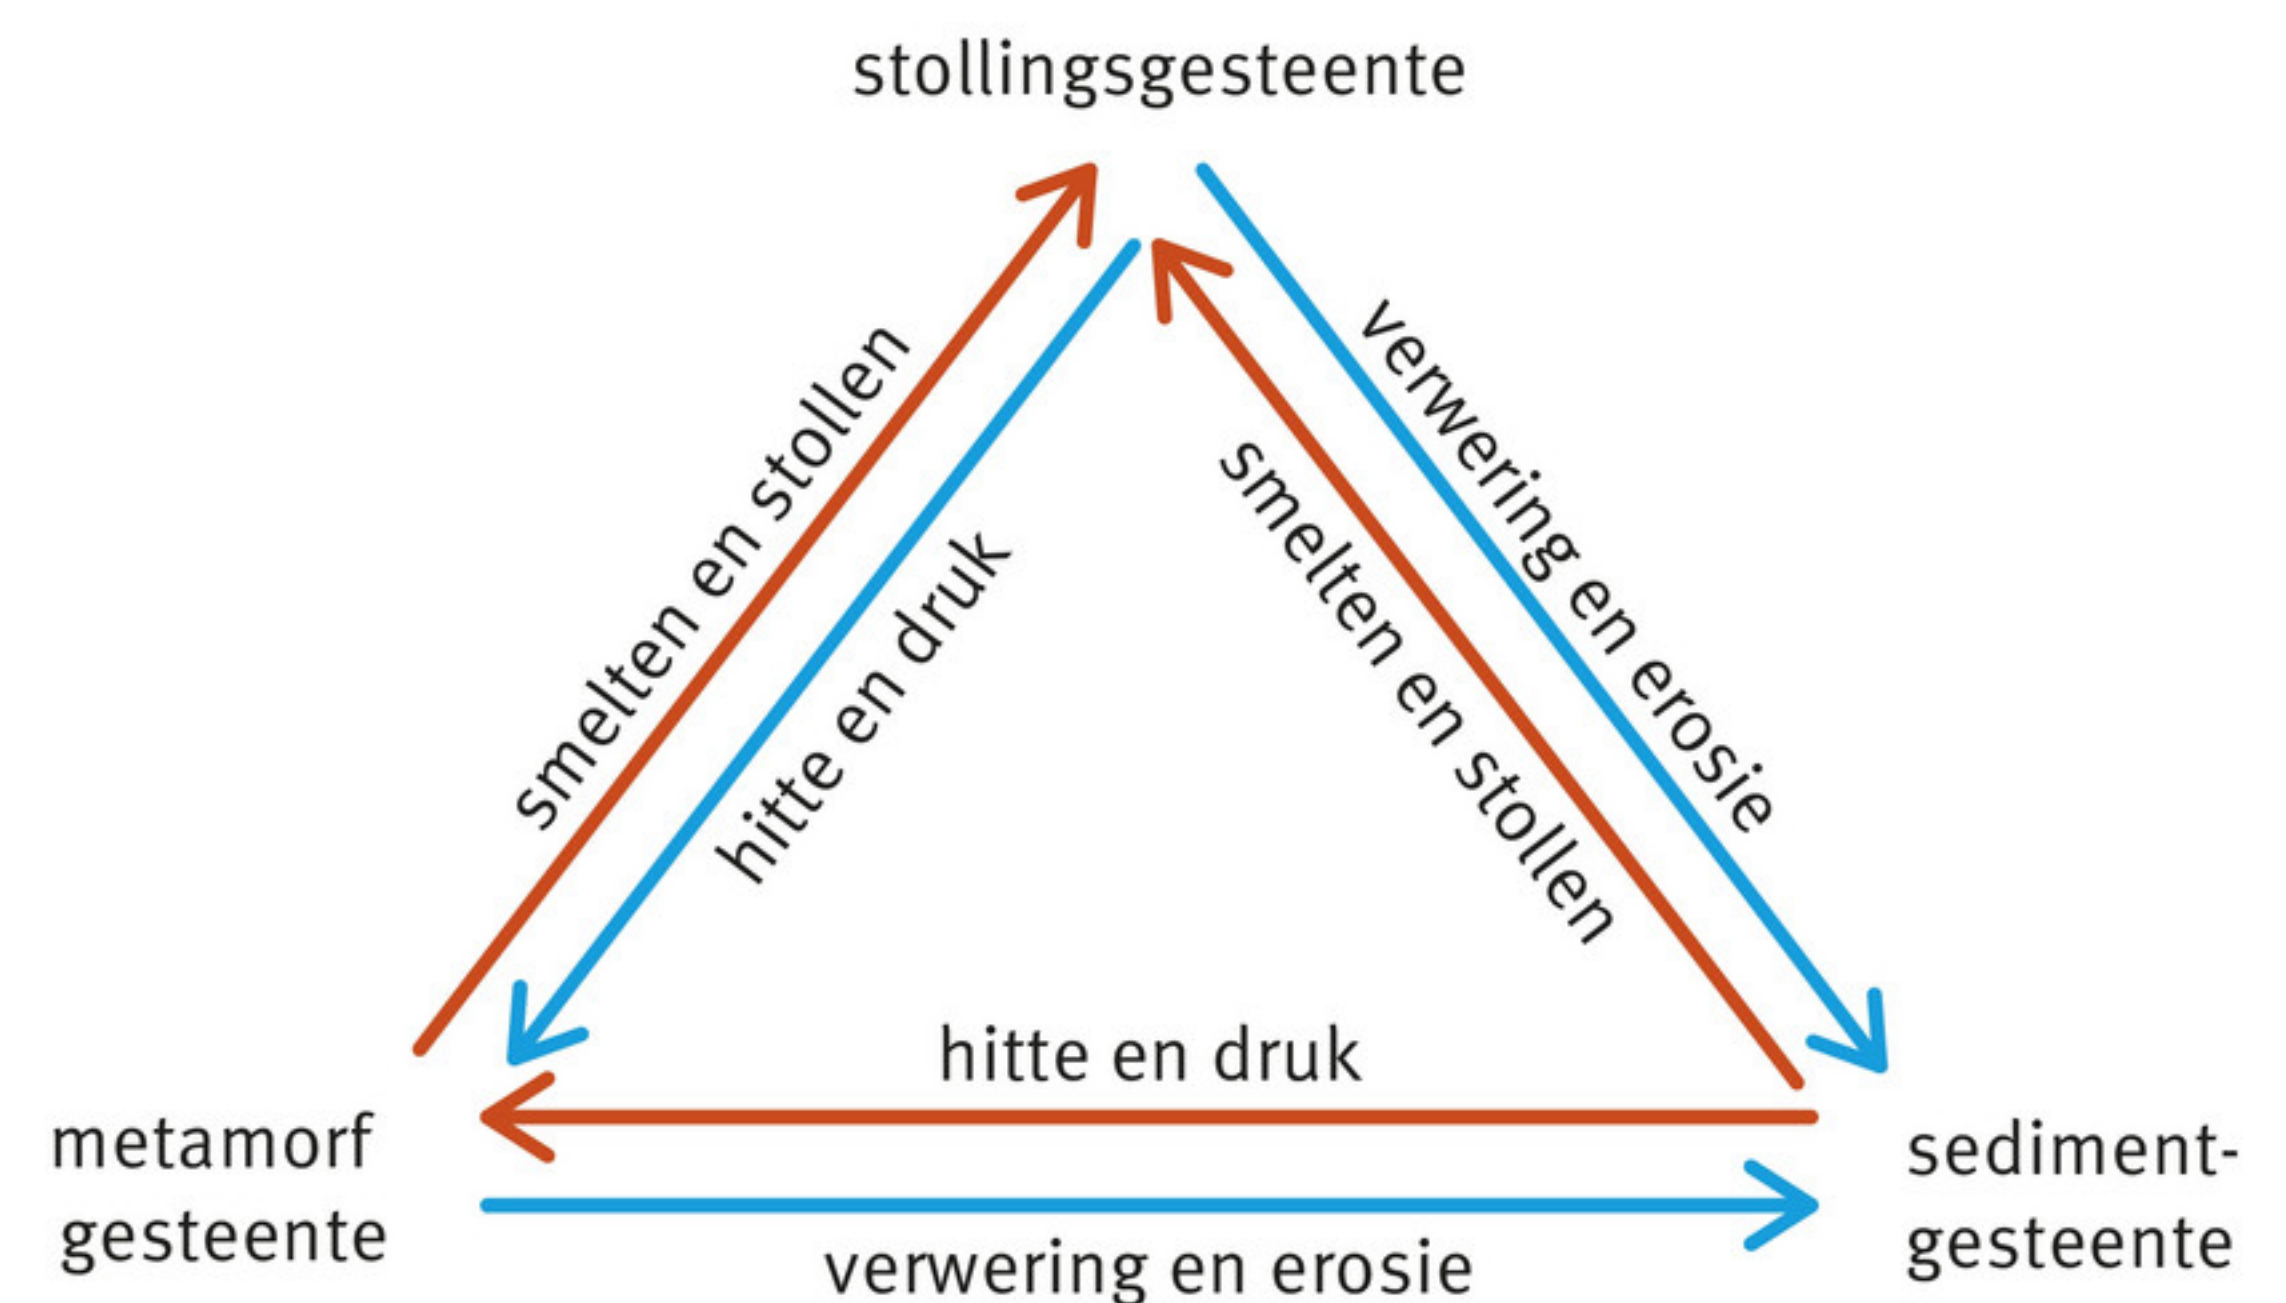 stollingsgesteente
smelten en stollen
hitte en druk
verwering en erosie
smelten en stollen
hitte en druk
metamorf
gesteente
sediment-
gesteente
verwering en erosie